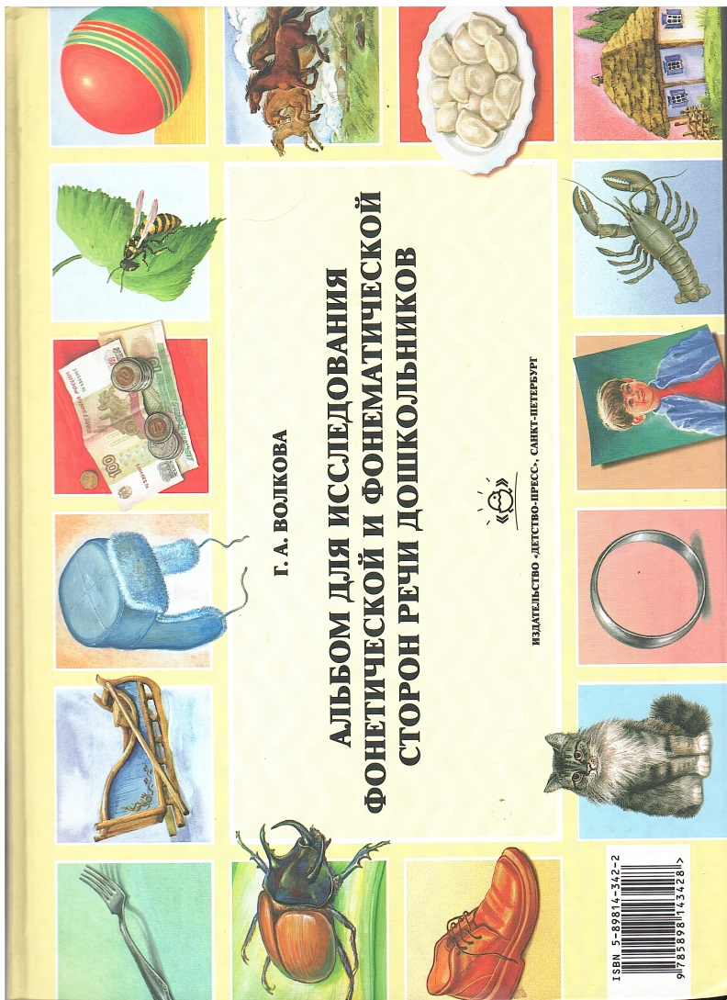 Г. А. ВОЛКОВА
АЛЬБОМ ДЛЯ ИССЛЕДОВАНИЯ
ФОНЕТИЧЕСКОЙ И ФОНЕМАТИЧЕСКОЙ
СТОРОН РЕЧИ ДОШКОЛЬНИКОВ
ИЗДАТЕЛЬСТВО «ДЕТСТВО-ПРЕСС», САНКТ-ПЕТЕРБУРГ
100
ISBN 5-89814-342-2
9785898143428>